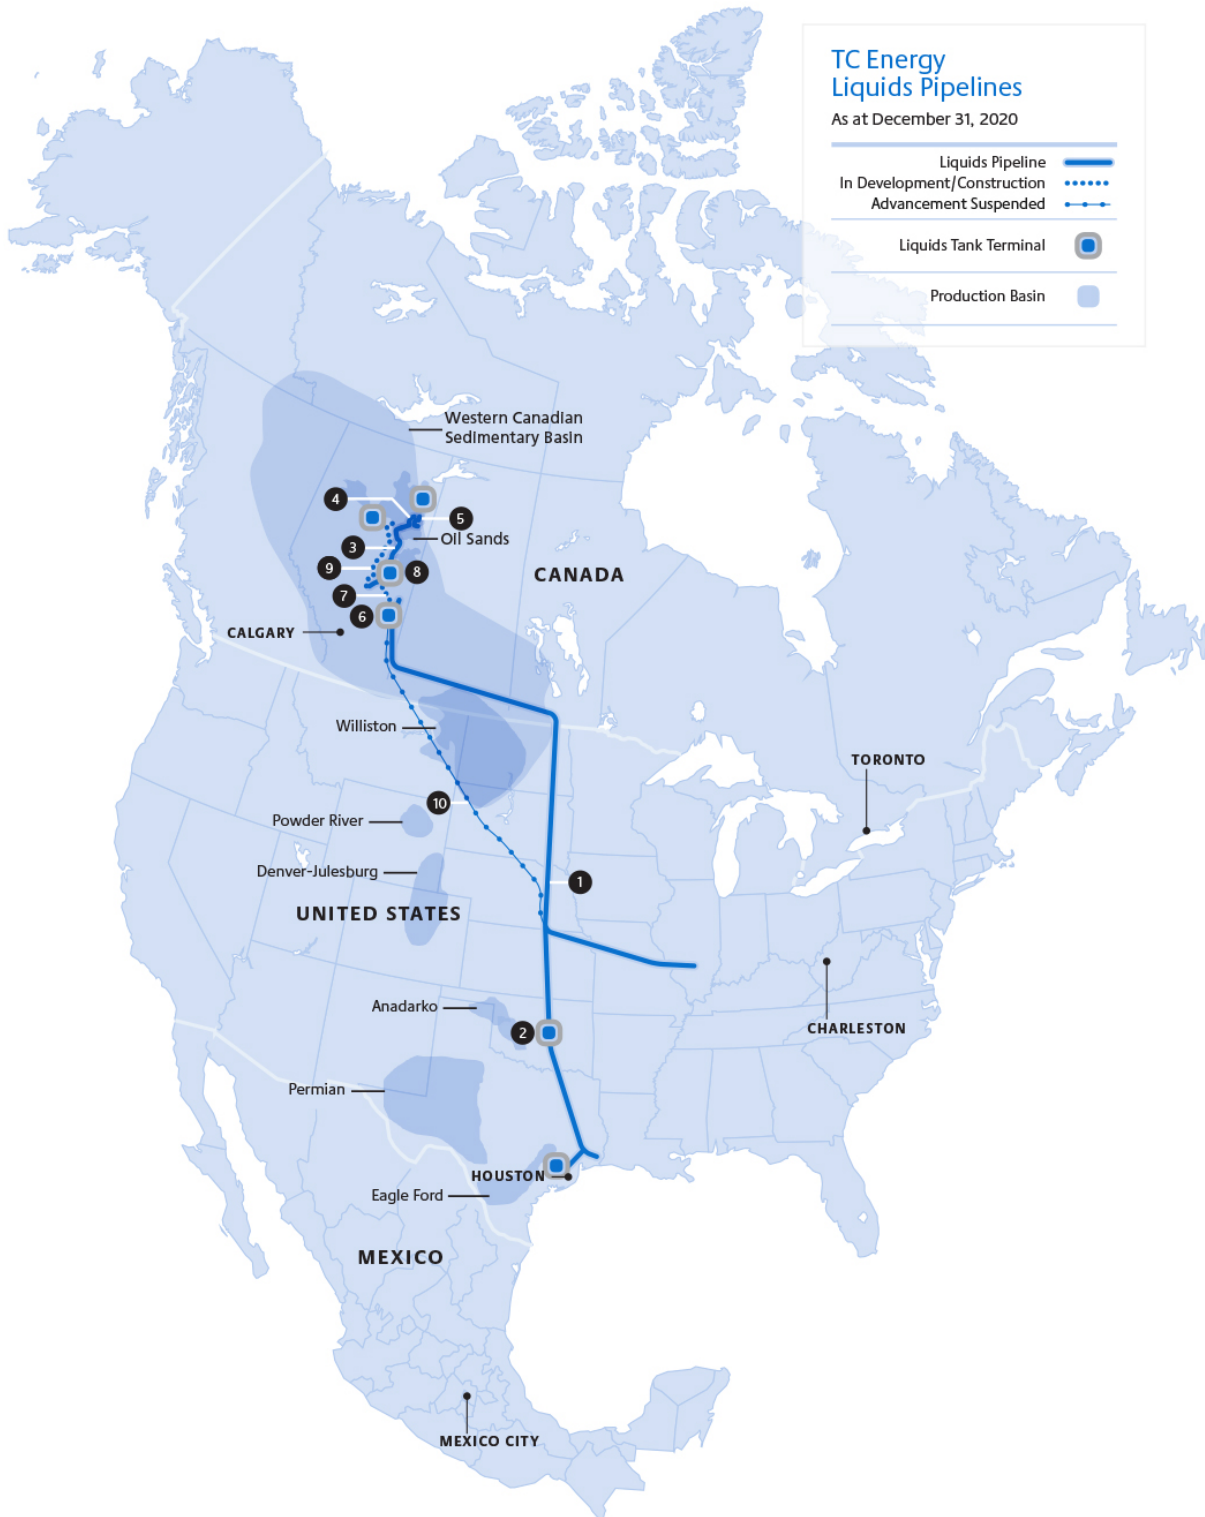 TC Energy
Liquids Pipelines
As at December 31, 2020
Liquids Pipeline
In Development/Construction
Advancement Suspended
Liquids Tank Terminal
Production Basin
Western Canadian
Sedimentary Basin
4
5
Oil Sands
3
9
8
CANADA
7
6
CALGARY
Williston
TORONTO
10
Powder River
Denver-Julesburg
1
UNITED STATES
Anadarko
2
CHARLESTON
Permian
HOUSTON
Eagle Ford
MEXICO
MEXICO CITY